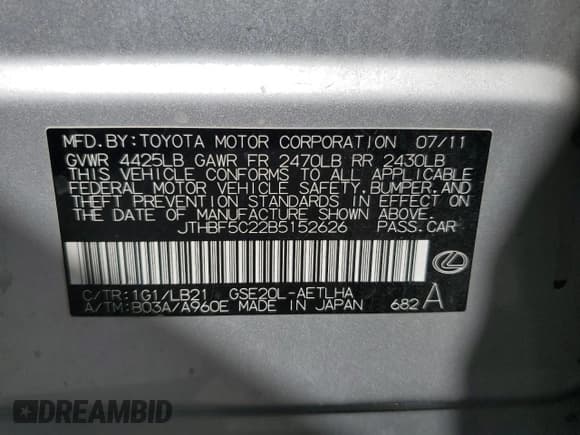 MFD.BY:TOYOTA MOTOR CORPORATION 07/11
GVWR 4425LB GAWR FR 2470LB RR 2430LB
THIS VEHICLE CONFORMS TO ALL APPLICABLE
FEDERAL MOTOR VEHICLE SAFETY,BUMPER,AND
THEFT PREVENTION STANDARDS IN EFFECT ON
THE DATE OF MANUFACTURE SHOWN ABOVE.
JTHBF5C22B5152626 PASS.CAR
C/TR:1G1/LB21 GSE20L-AETLHA
A/TM:B03A/A960E MADE IN JAPAN 682 A
DREAMBID